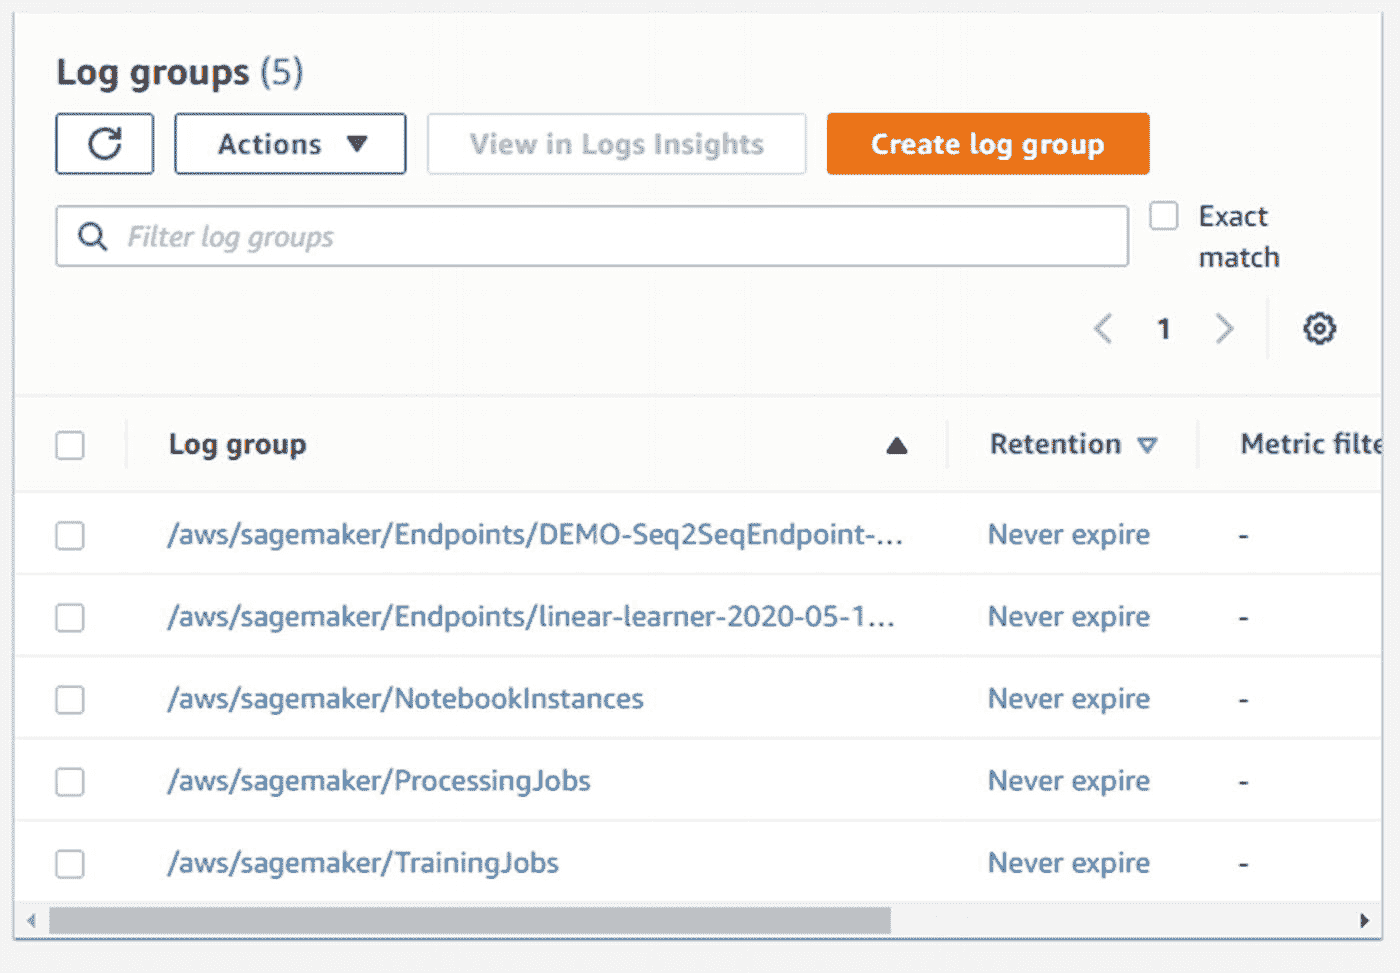 Log groups (5)
Actions View in Logs Insights Create log group
Filter log groups
Exact
match
1
Log group Retention Metric filte
/aws/sagemaker/Endpoints/DEMO-Seq2SeqEndpoint-... Never expire -
/aws/sagemaker/Endpoints/linear-learner-2020-05-1... Never expire -
/aws/sagemaker/NotebookInstances Never expire -
/aws/sagemaker/ProcessingJobs Never expire -
/aws/sagemaker/TrainingJobs Never expire -